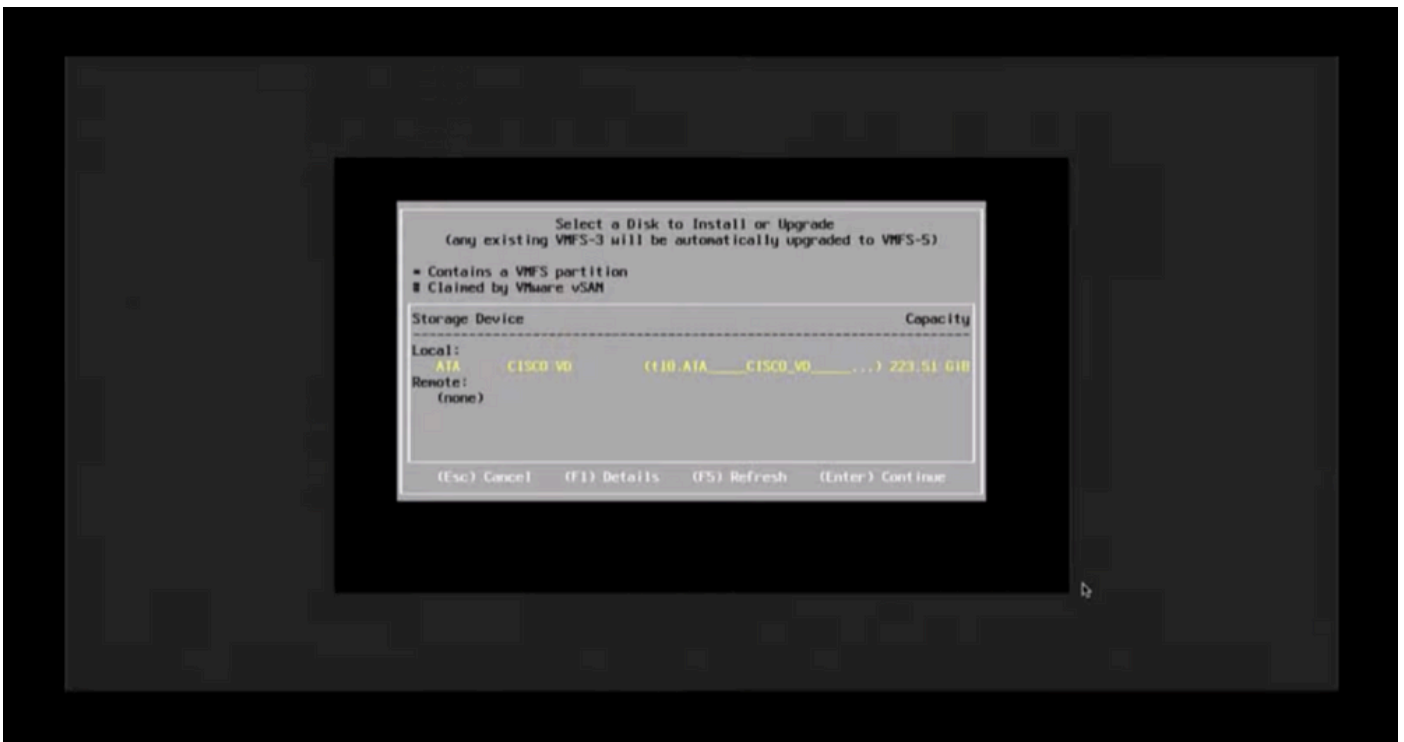 Select a Disk to Install or Upgrade
(any existing VMFS-3 will be automatically upgraded to VMFS-5)
* Contains a VMFS partition
# Claimed by VMware vSAN
Storage Device Capacity
Local:
ATA CISCO VD (t10.ATA_____CISCO_VD______...) 223.51 GiB
Remote:
(none)
(Esc) Cancel (F1) Details (F5) Refresh (Enter) Continue